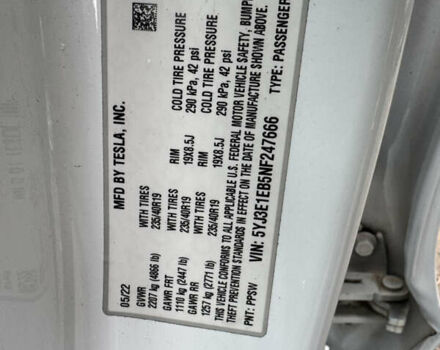 MFD BY TESLA, INC.
05/22
GVWR
2207 kg (4866 lb)
GAWR FRT
1110 kg (2447 lb) WITH TIRES 235/40R19 RIM 19X8.5J COLD TIRE PRESSURE 290 kPa, 42 psi
GAWR RR
1257 kg (2771 lb) WITH TIRES 235/40R19 RIM 19X8.5J COLD TIRE PRESSURE 290 kPa, 42 psi
THIS VEHICLE CONFORMS TO ALL APPLICABLE U.S. FEDERAL MOTOR VEHICLE SAFETY, BUMP
THEFT PREVENTION STANDARDS IN EFFECT ON THE DATE OF MANUFACTURE SHOWN ABOVE.
VIN: 5YJ3E1EB5NF247666 TYPE: PASSENGER
PNT: PPSW